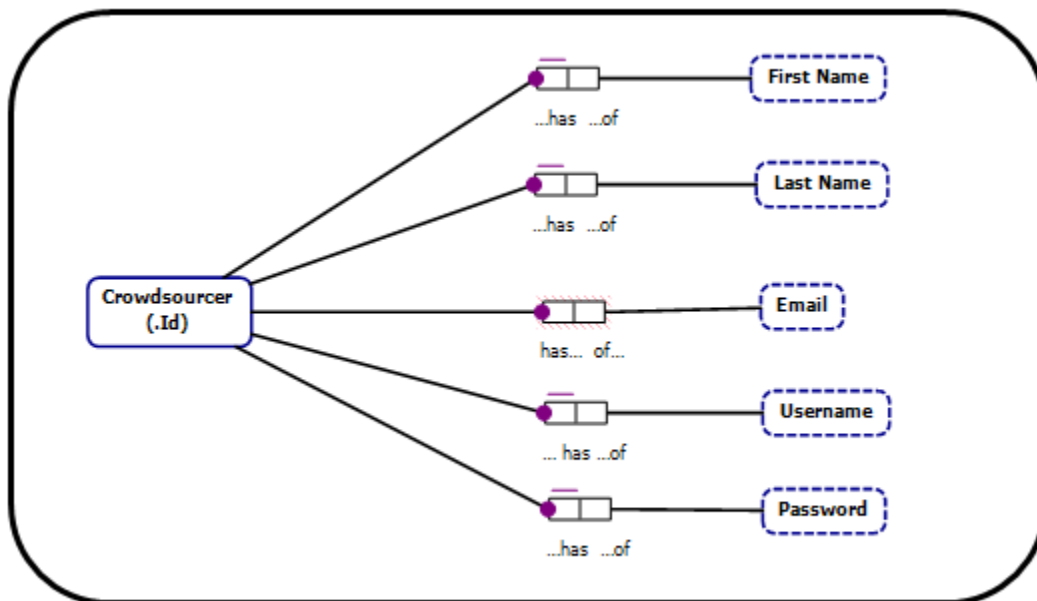 First Name
...has ...of
Last Name
...has ...of
Crowdsourcer
(.Id)
Email
has... of...
Username
... has ...of
Password
...has ...of